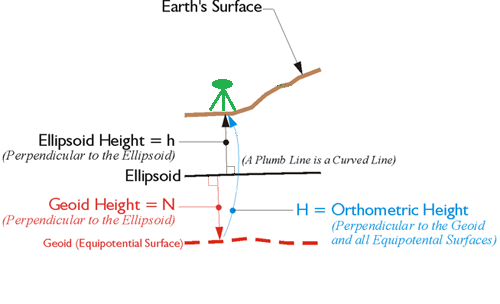 Earth's Surface
Ellipsoid Height = h
(Perpendicular to the Ellipsoid)
(A Plumb Line is a Curved Line)
Ellipsoid
Geoid Height = N
(Perpendicular to the Ellipsoid)
H = Orthometric Height
(Perpendicular to the Geoid
and all Equipotental Surfaces)
Geoid (Equipotential Surface)